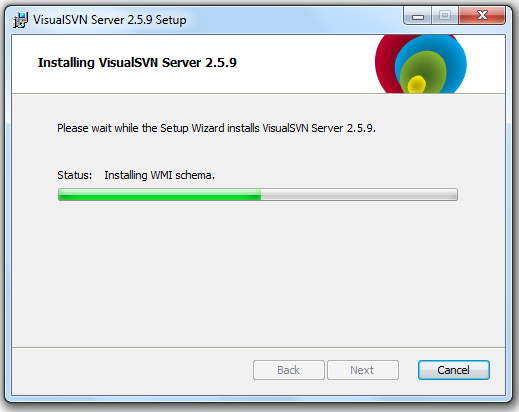 VisualSVN Server 2.5.9 Setup
Installing VisualSVN Server 2.5.9
Please wait while the Setup Wizard installs VisualSVN Server 2.5.9.
Status: Installing WMI schema.
Back Next Cancel